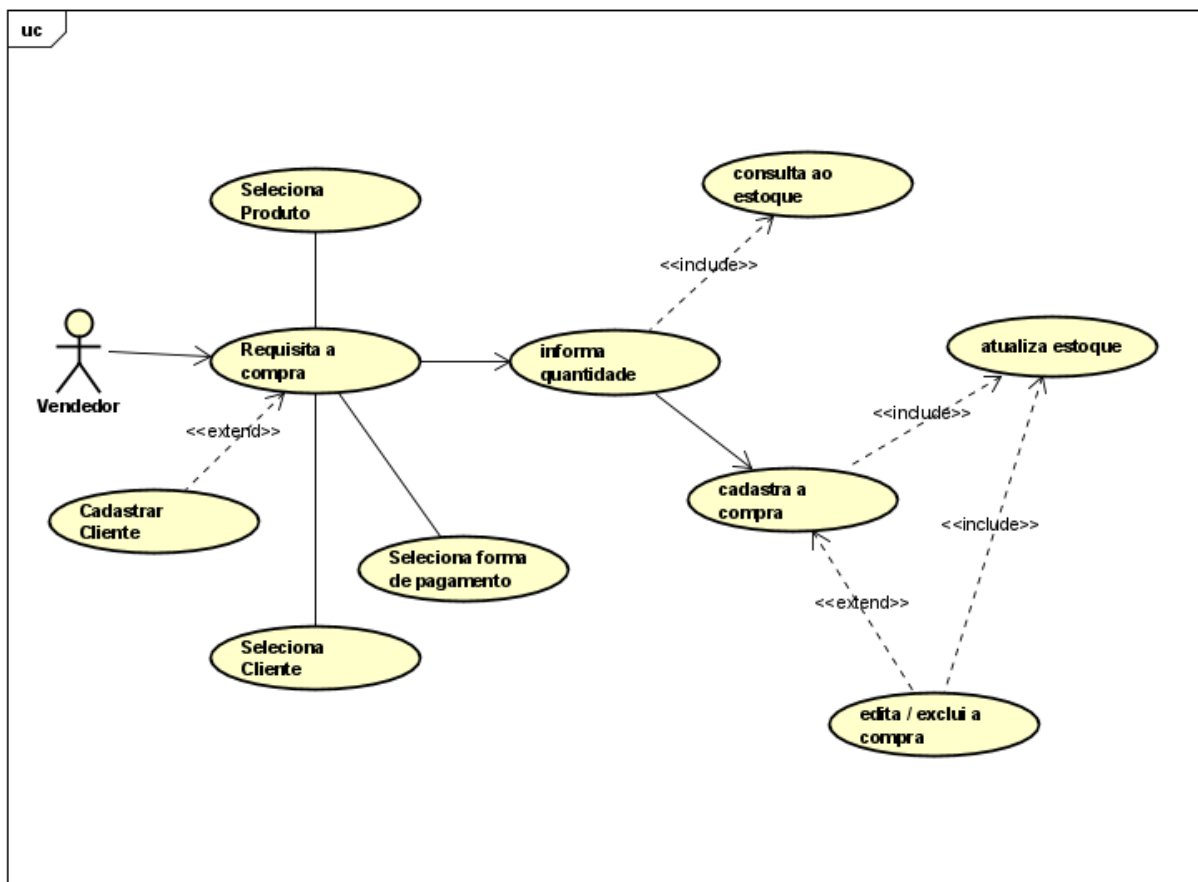 uc
Seleciona
Produto
consulta ao
estoque
<<include>>
Vendedor
Requisita a
compra
informa
quantidade
atualiza estoque
<<extend>>
<<include>>
Cadastrar
Cliente
cadastra a
compra
<<include>>
Seleciona forma
de pagamento
<<extend>>
Seleciona
Cliente
edita / exclui a
compra